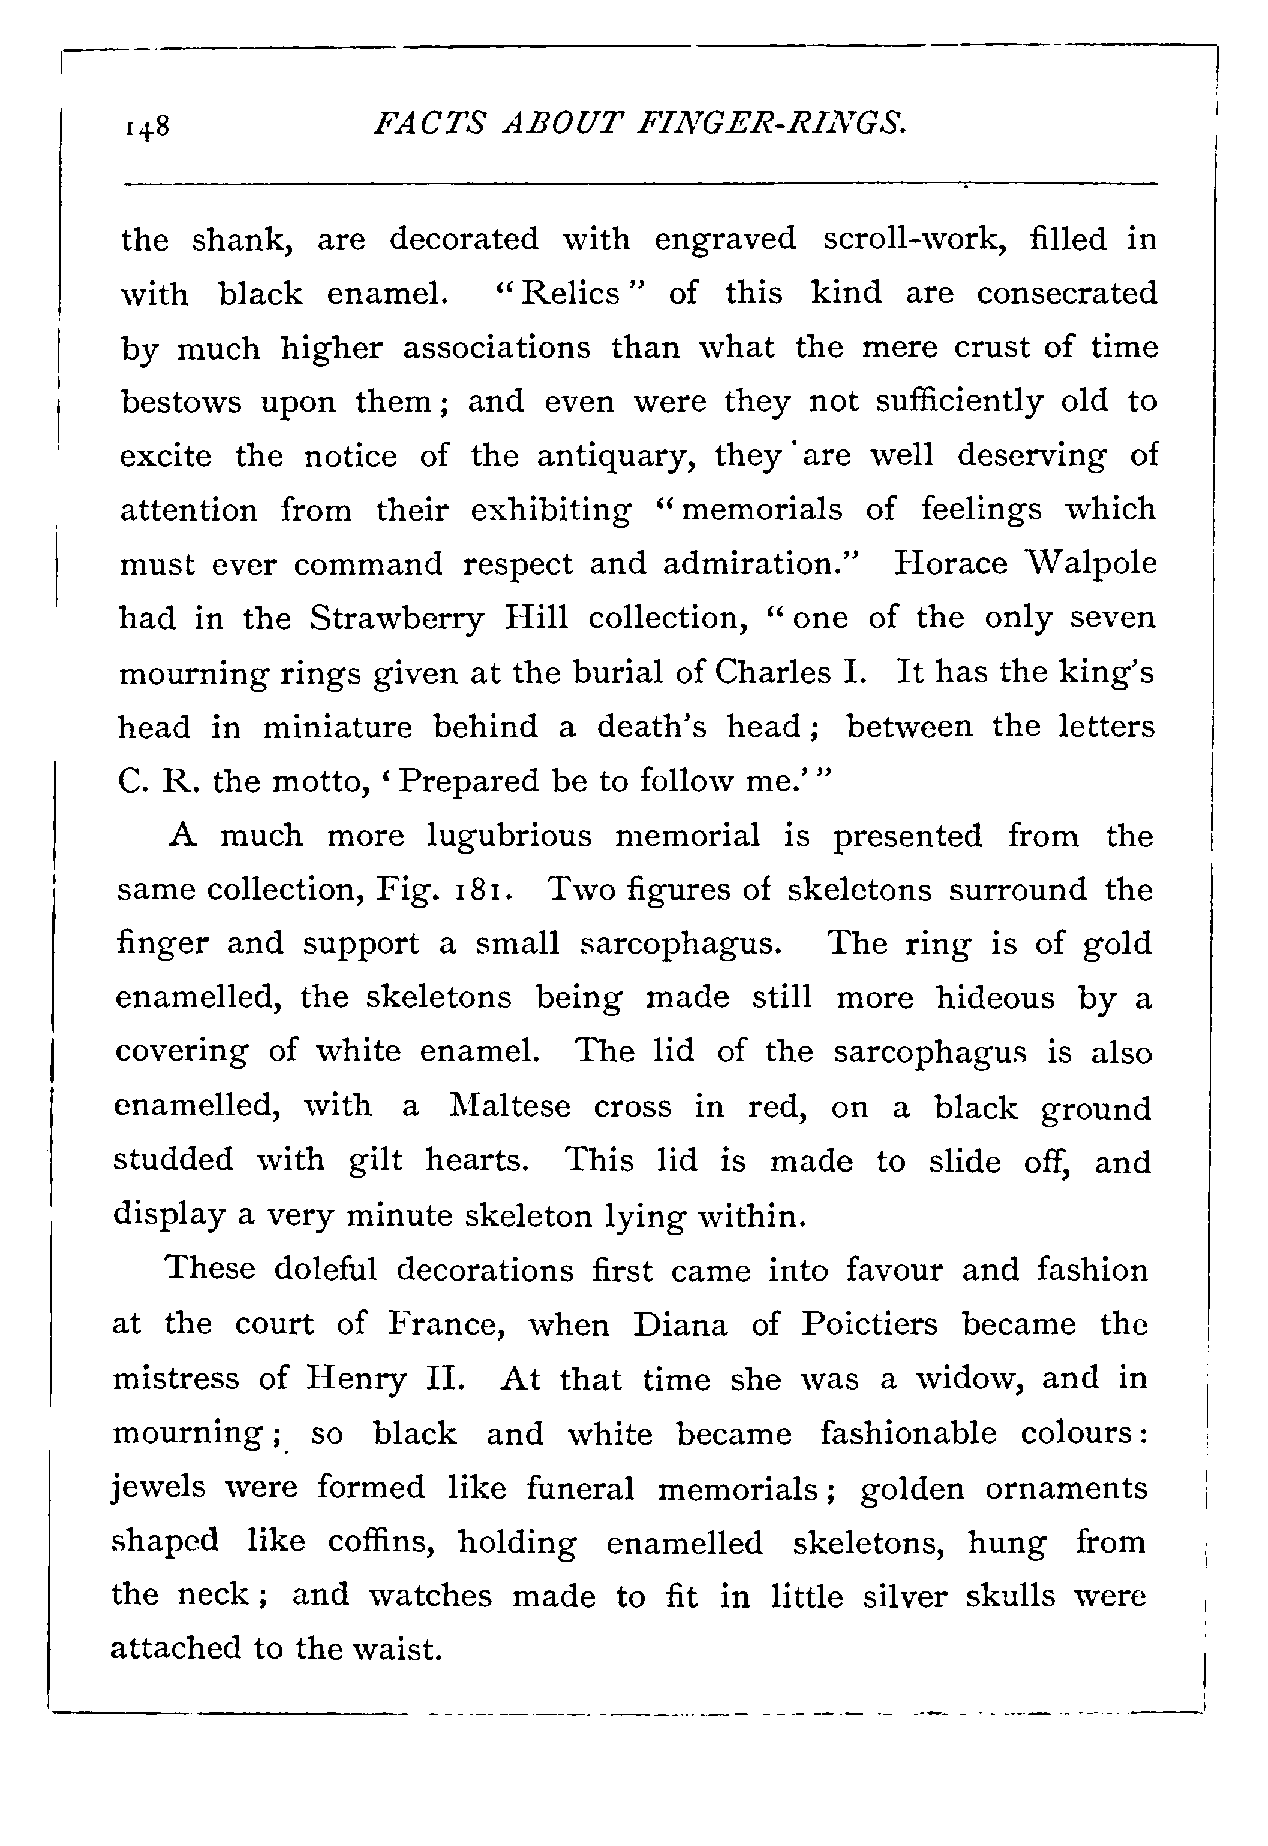 148 FACTS ABOUT FINGER-RINGS.
the shank, are decorated with engraved scroll-work, filled in
with black enamel. “Relics” of this kind are consecrated
by much higher associations than what the mere crust of time
bestows upon them; and even were they not sufficiently old to
excite the notice of the antiquary, they are well deserving of
attention from their exhibiting “memorials of feelings which
must ever command respect and admiration.” Horace Walpole
had in the Strawberry Hill collection, “one of the only seven
mourning rings given at the burial of Charles I. It has the king’s
head in miniature behind a death’s head; between the letters
C. R. the motto, ‘Prepared be to follow me.’”
A much more lugubrious memorial is presented from the
same collection, Fig. 181. Two figures of skeletons surround the
finger and support a small sarcophagus. The ring is of gold
enamelled, the skeletons being made still more hideous by a
covering of white enamel. The lid of the sarcophagus is also
enamelled, with a Maltese cross in red, on a black ground
studded with gilt hearts. This lid is made to slide off, and
display a very minute skeleton lying within.
These doleful decorations first came into favour and fashion
at the court of France, when Diana of Poictiers became the
mistress of Henry II. At that time she was a widow, and in
mourning; so black and white became fashionable colours:
jewels were formed like funeral memorials; golden ornaments
shaped like coffins, holding enamelled skeletons, hung from
the neck; and watches made to fit in little silver skulls were
attached to the waist.